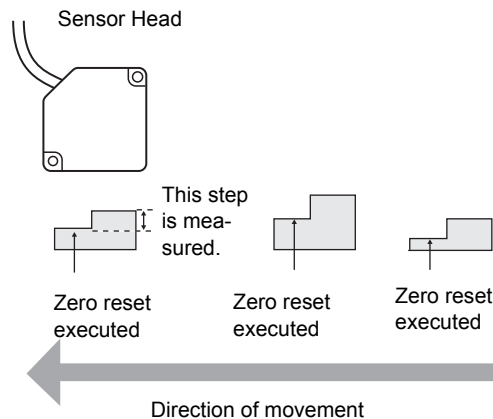 Sensor Head
This step
is mea-
sured.
Zero reset
executed
Zero reset
executed
Zero reset
executed
Direction of movement